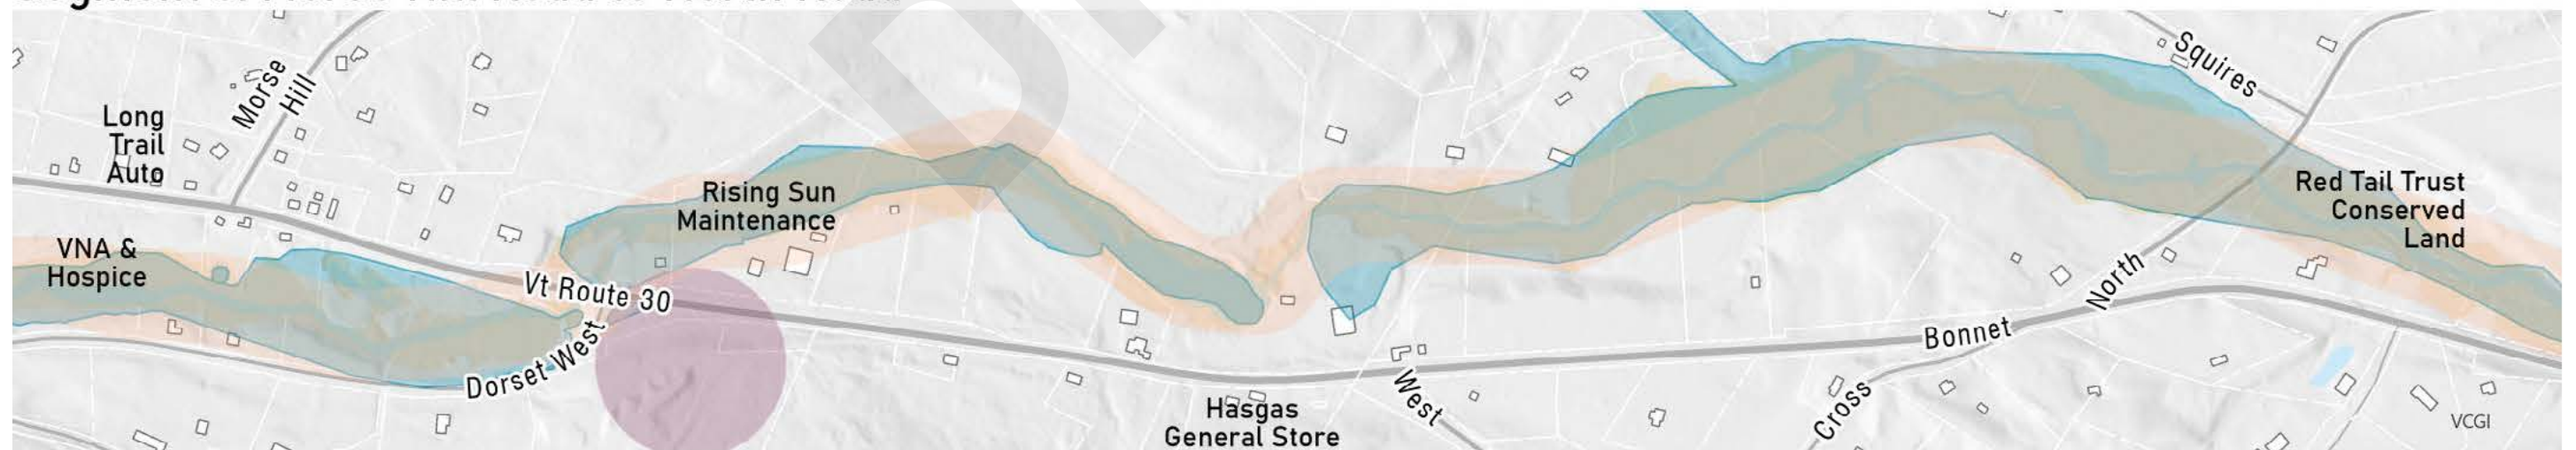 Squires
Morse
Hill
Long
Trail
Auto
Rising Sun
Maintenance
Red Tail Trust
Conserved
Land
VNA &
Hospice
Vt Route 30
North
Dorset West
Bonnet
West
Cross
Hasgas
General Store
VCGI